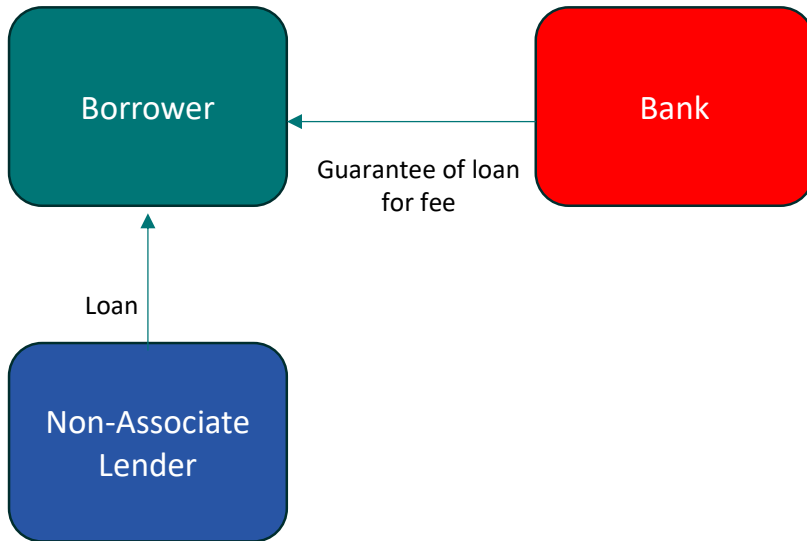 Borrower
Bank
Guarantee of loan
for fee
Loan
Non-Associate
Lender